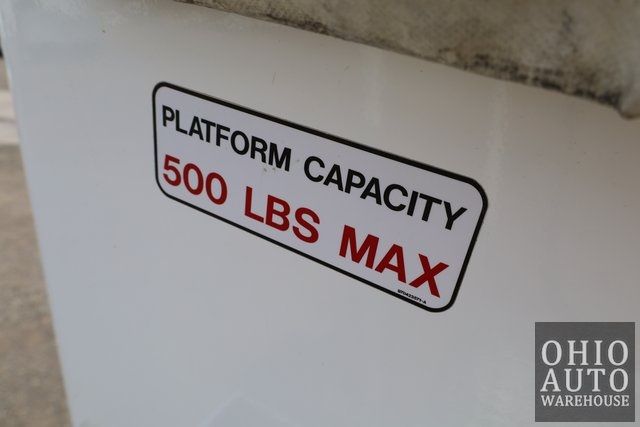 PLATFORM CAPACITY
500 LBS MAX
OHIO
AUTO
WAREHOUSE